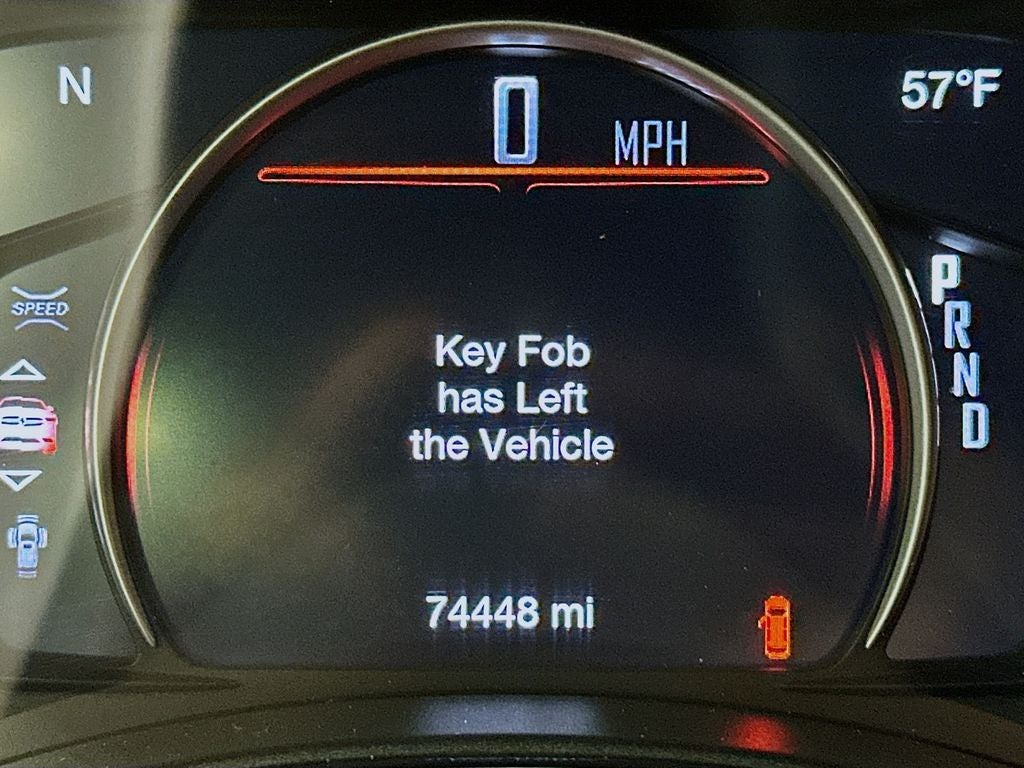 N
57°F
0 MPH
SPEED
P
R
N
D
Key Fob
has Left
the Vehicle
74448 mi